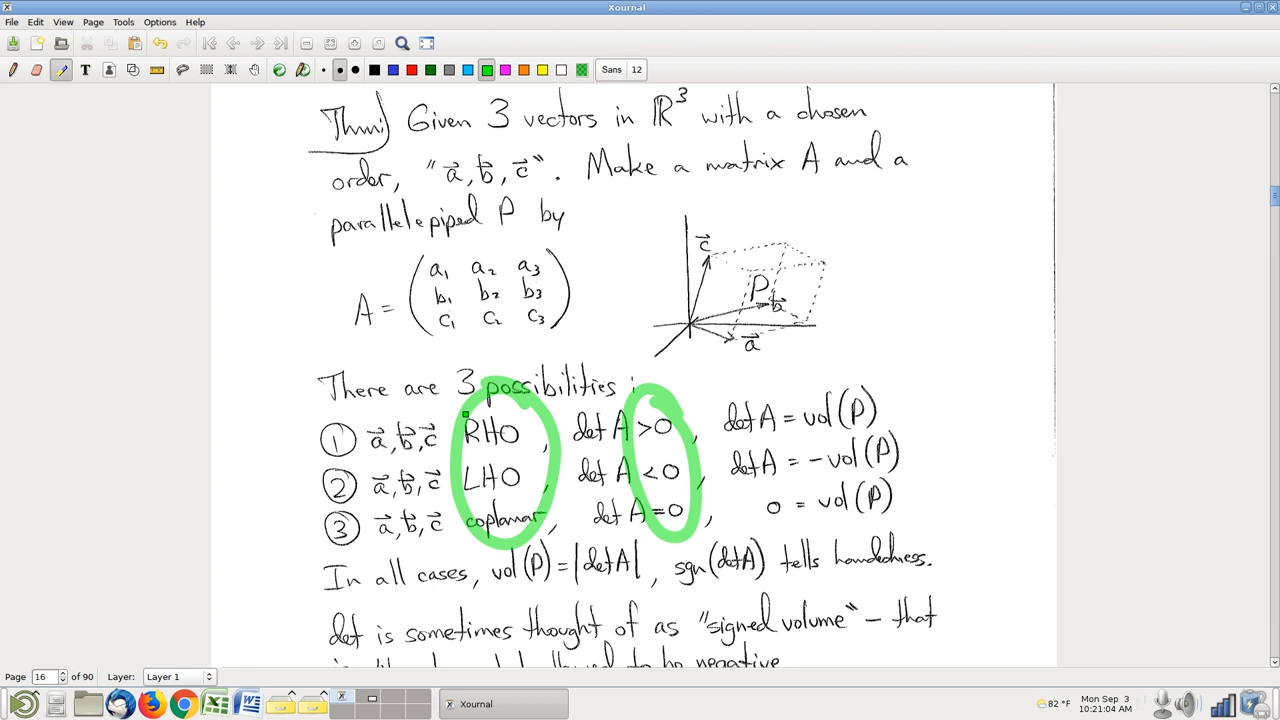 Xournal
File Edit View Page Tools Options Help
Sans 12
Thm) Given 3 vectors in ℝ³ with a chosen
order, "a⃗, b⃗, c⃗". Make a matrix A and a
parallelepiped P by
A = ( a₁ a₂ a₃
b₁ b₂ b₃
c₁ c₂ c₃ )
c⃗
P
b⃗
a⃗
There are 3 possibilities:
① a⃗, b⃗, c⃗ RHO, det A >0, det A = vol(P)
② a⃗, b⃗, c⃗ LHO, det A <0, det A = -vol(P)
③ a⃗, b⃗, c⃗ coplanar, det A=0, 0 = vol(P)
In all cases, vol(P) = |det A|, sgn(det A) tells handedness.
det is sometimes thought of as "signed volume" – that
to be negative
Page 16 of 90 Layer 1
Xournal
82 °F
Mon Sep 3
10:21:04 AM